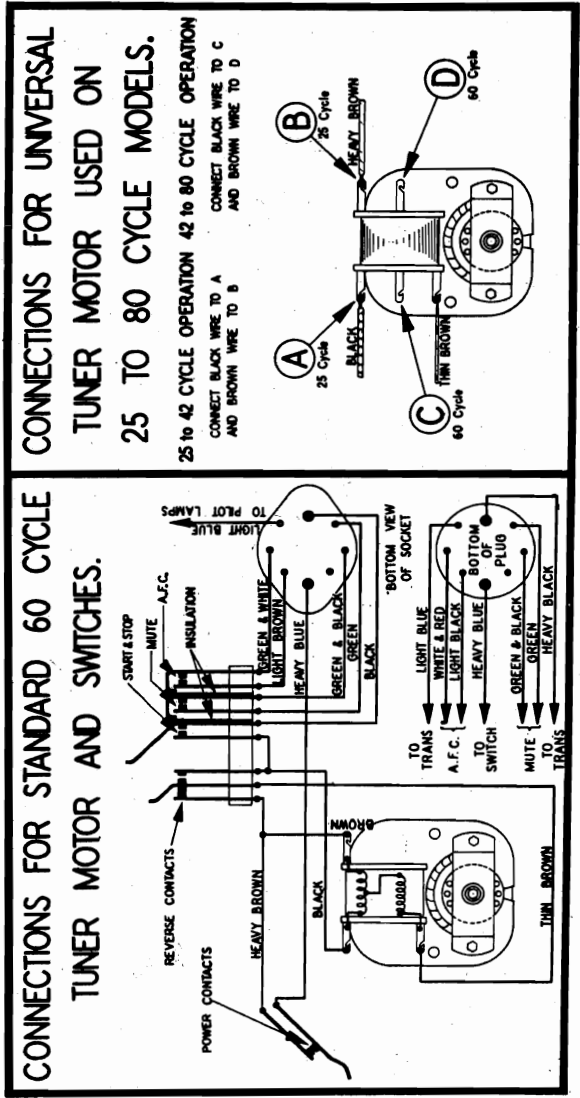 CONNECTIONS FOR STANDARD 60 CYCLE
TUNER MOTOR AND SWITCHES.
START & STOP
MUTE
A.F.C.
INSULATION
REVERSE CONTACTS
POWER CONTACTS
HEAVY BROWN
BLACK
BROWN
THIN BROWN
GREEN & WHITE
LIGHT BROWN
HEAVY BLUE
GREEN & BLACK
GREEN
BLACK
LIGHT BLUE
TO PILOT LAMPS
BOTTOM VIEW
OF SOCKET
TO
TRANS
A.F.C.
TO
SWITCH
MUTE
TO
TRANS
LIGHT BLUE
WHITE & RED
LIGHT BLACK
HEAVY BLUE
GREEN & BLACK
GREEN
HEAVY BLACK
BOTTOM
OF
PLUG
CONNECTIONS FOR UNIVERSAL
TUNER MOTOR USED ON
25 TO 80 CYCLE MODELS.
25 to 42 CYCLE OPERATION
CONNECT BLACK WIRE TO A
AND BROWN WIRE TO B
42 to 80 CYCLE OPERATION
CONNECT BLACK WIRE TO C
AND BROWN WIRE TO D
A
25 Cycle
B
25 Cycle
BLACK
HEAVY BROWN
THIN BROWN
C
60 Cycle
D
60 Cycle